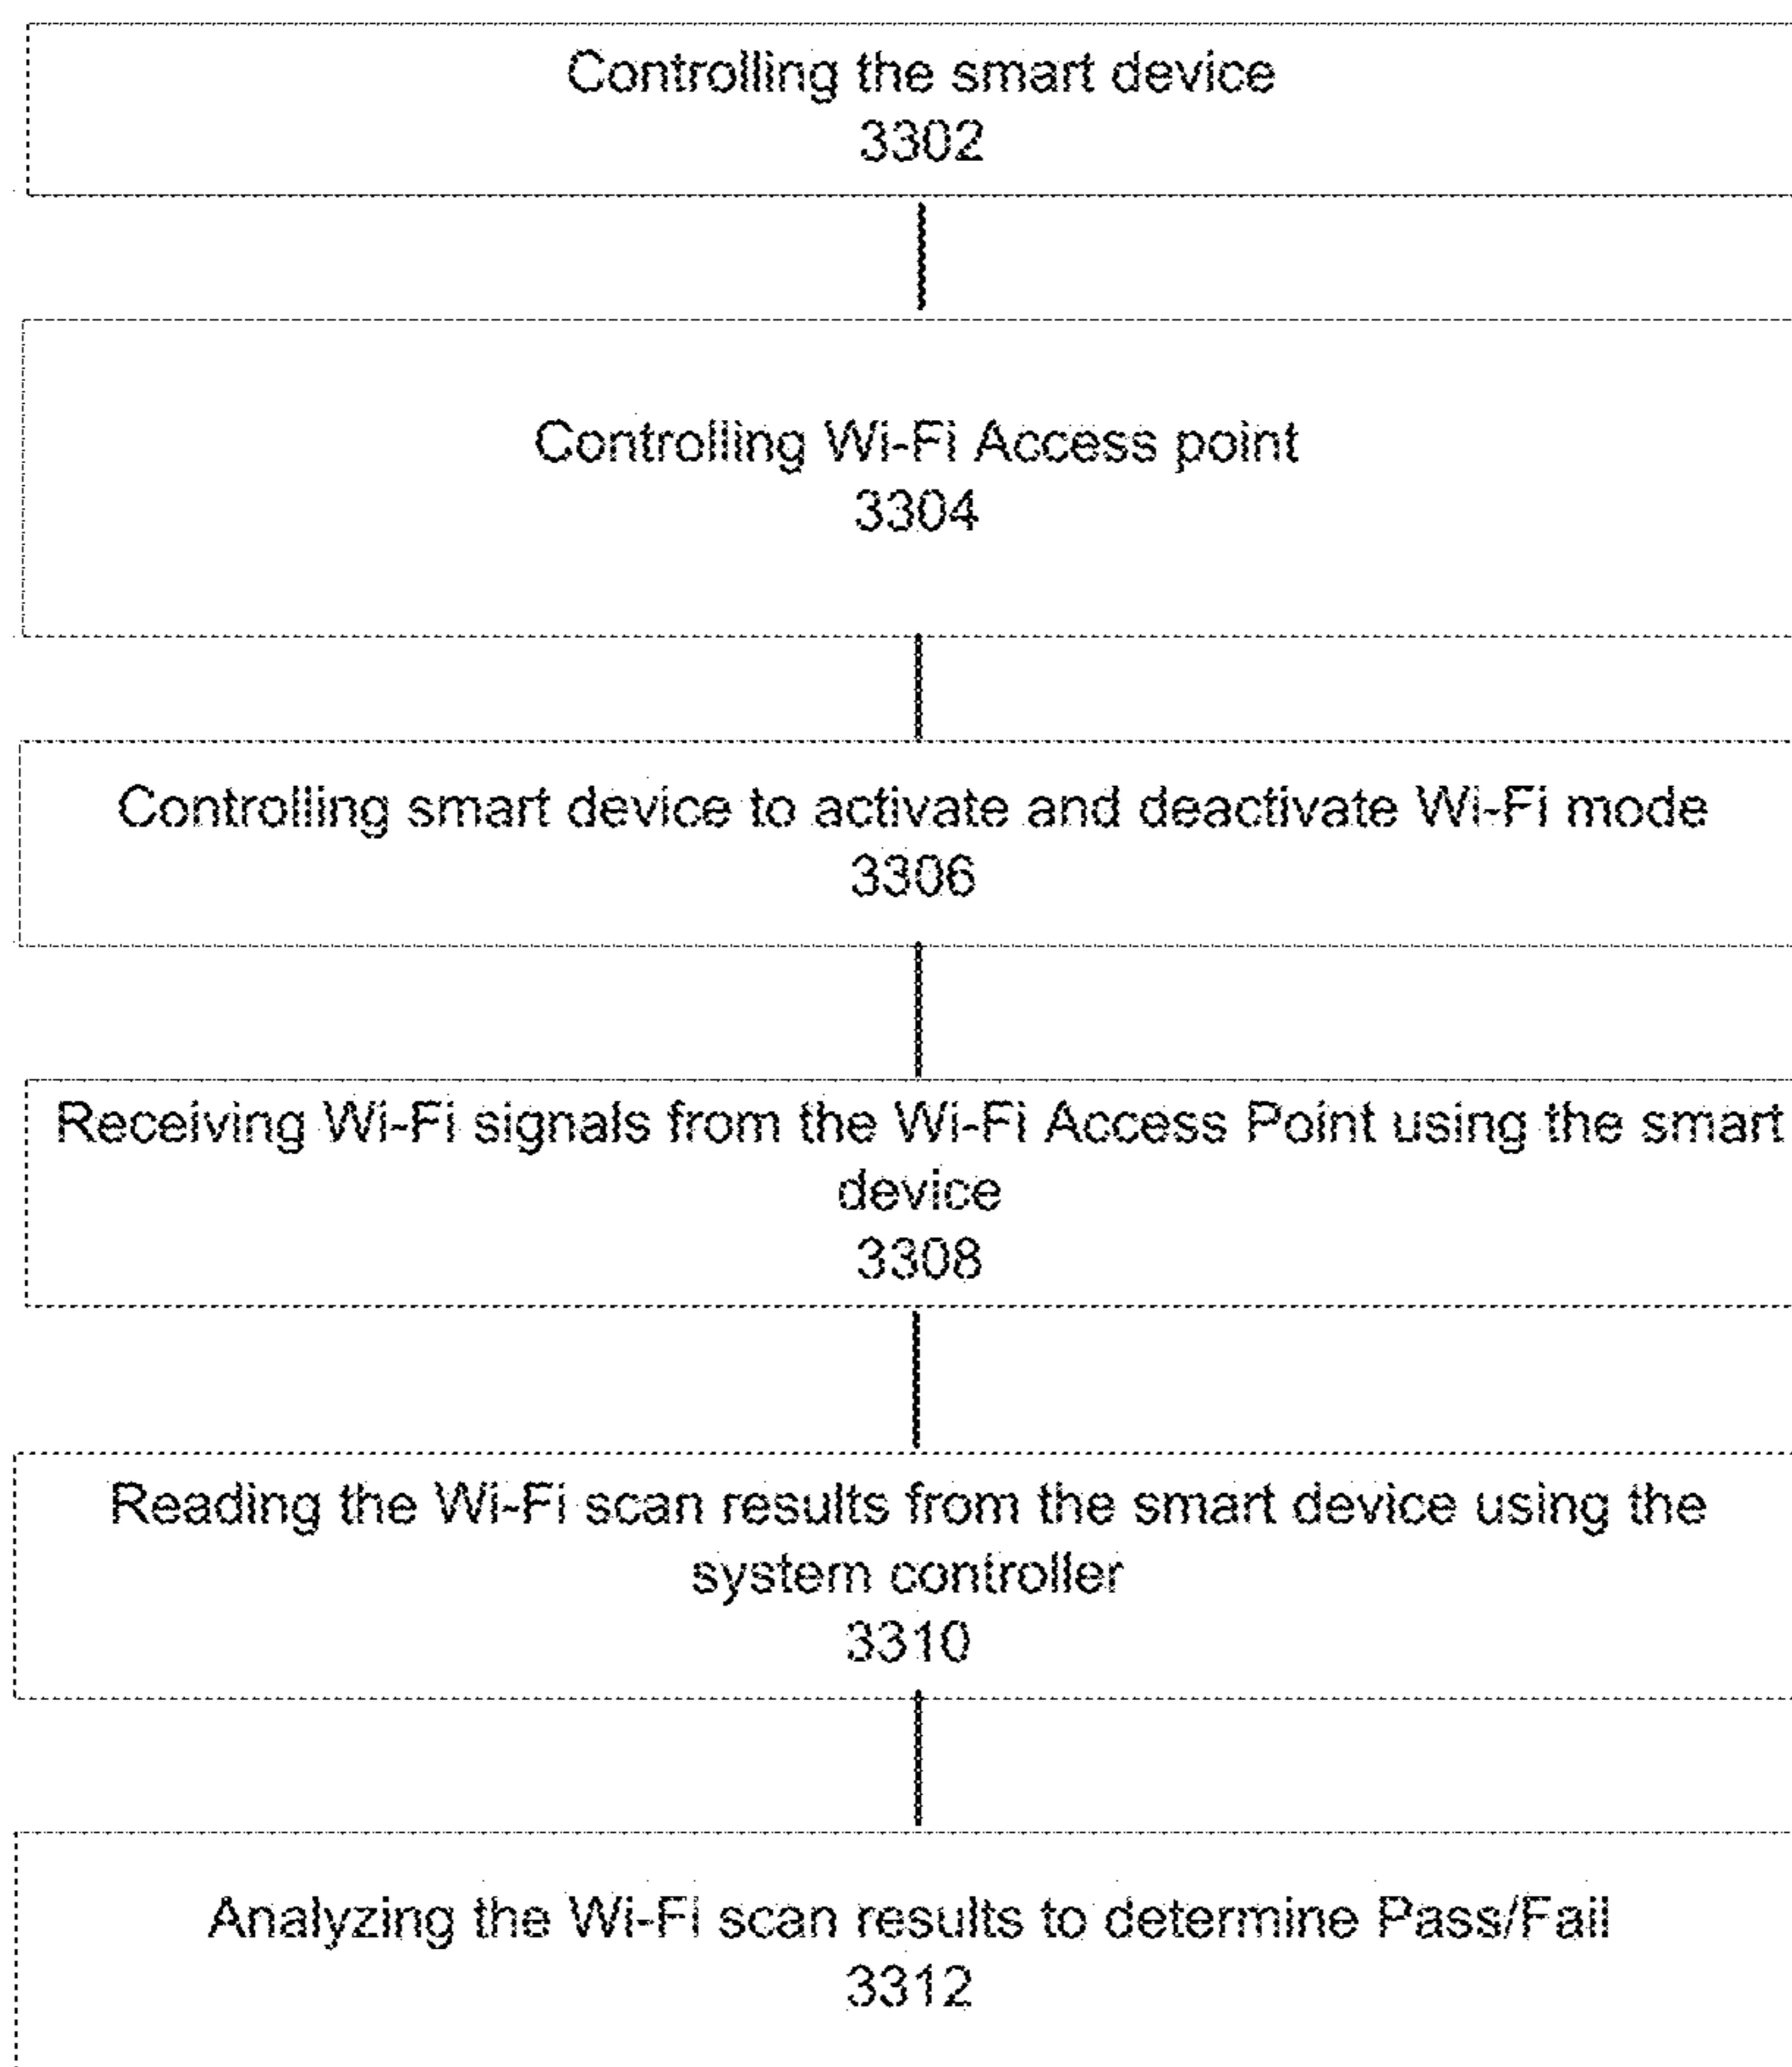 Controlling the smart device
3302
Controlling Wi-Fi Access point
3304
Controlling smart device to activate and deactivate Wi-Fi mode
3306
Receiving Wi-Fi signals from the Wi-Fi Access Point using the smart
device
3308
Reading the Wi-Fi scan results from the smart device using the
system controller
3310
Analyzing the Wi-Fi scan results to determine Pass/Fail
3312